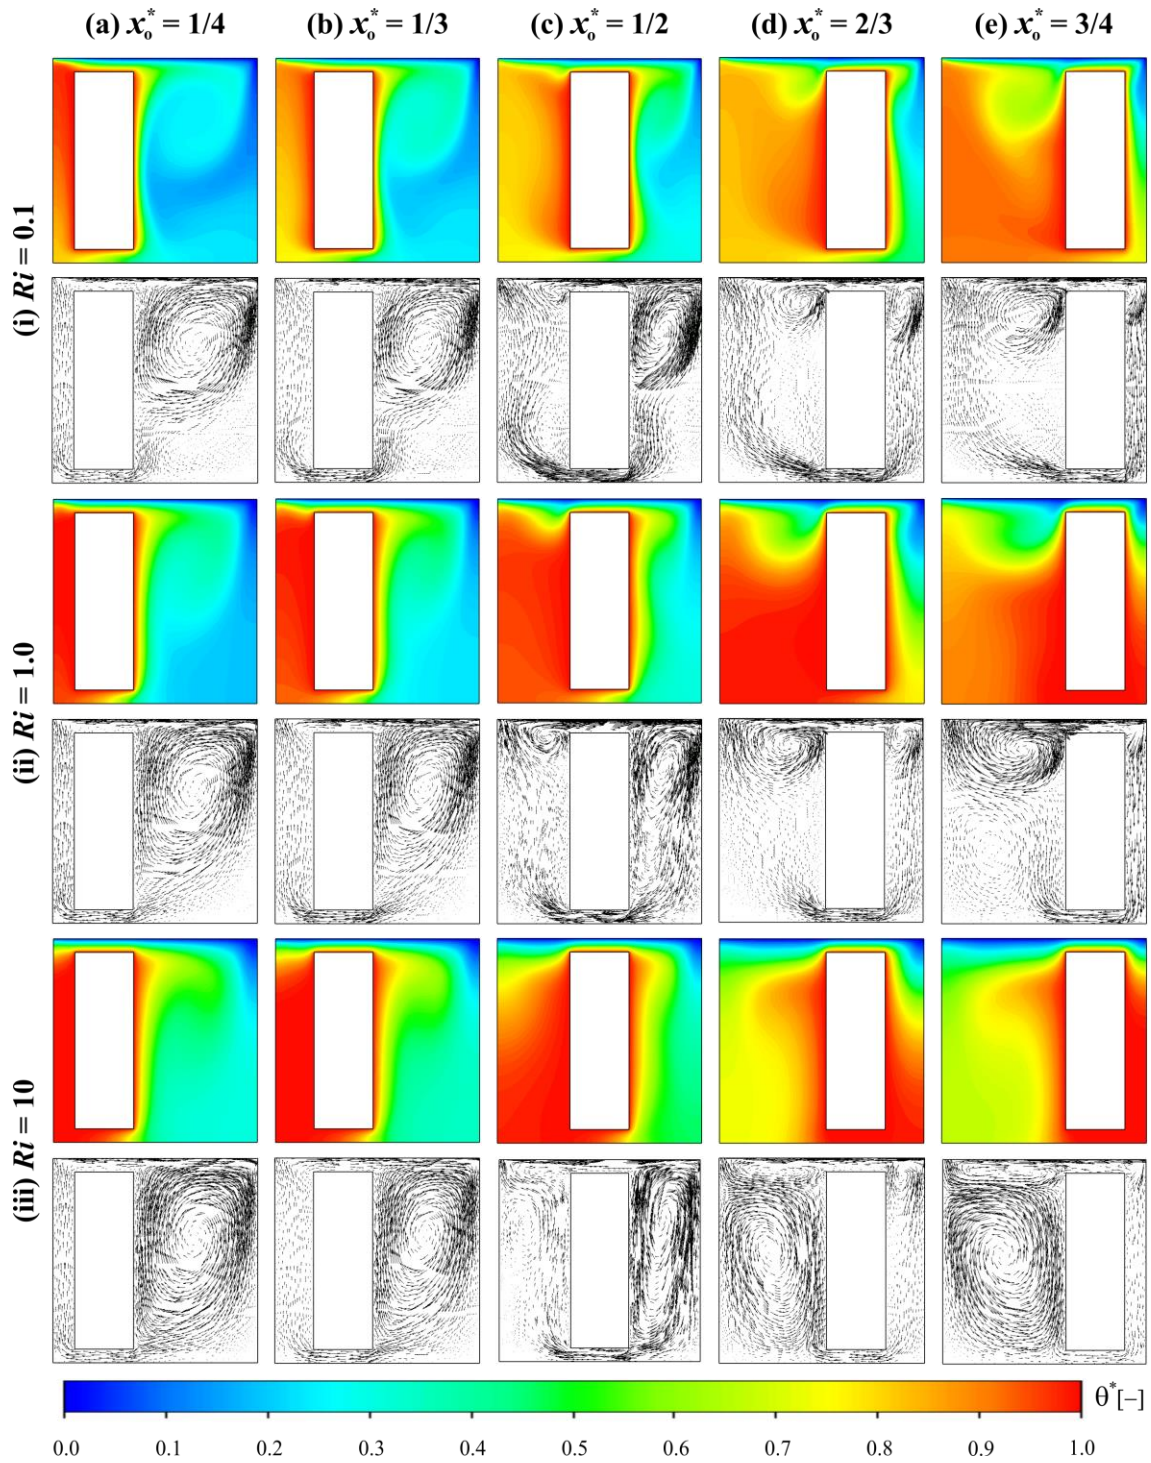 (a) x*ₒ = 1/4 (b) x*ₒ = 1/3 (c) x*ₒ = 1/2 (d) x*ₒ = 2/3 (e) x*ₒ = 3/4
(i) Ri = 0.1
(ii) Ri = 1.0
(iii) Ri = 10
θ*[–]
0.0 0.1 0.2 0.3 0.4 0.5 0.6 0.7 0.8 0.9 1.0